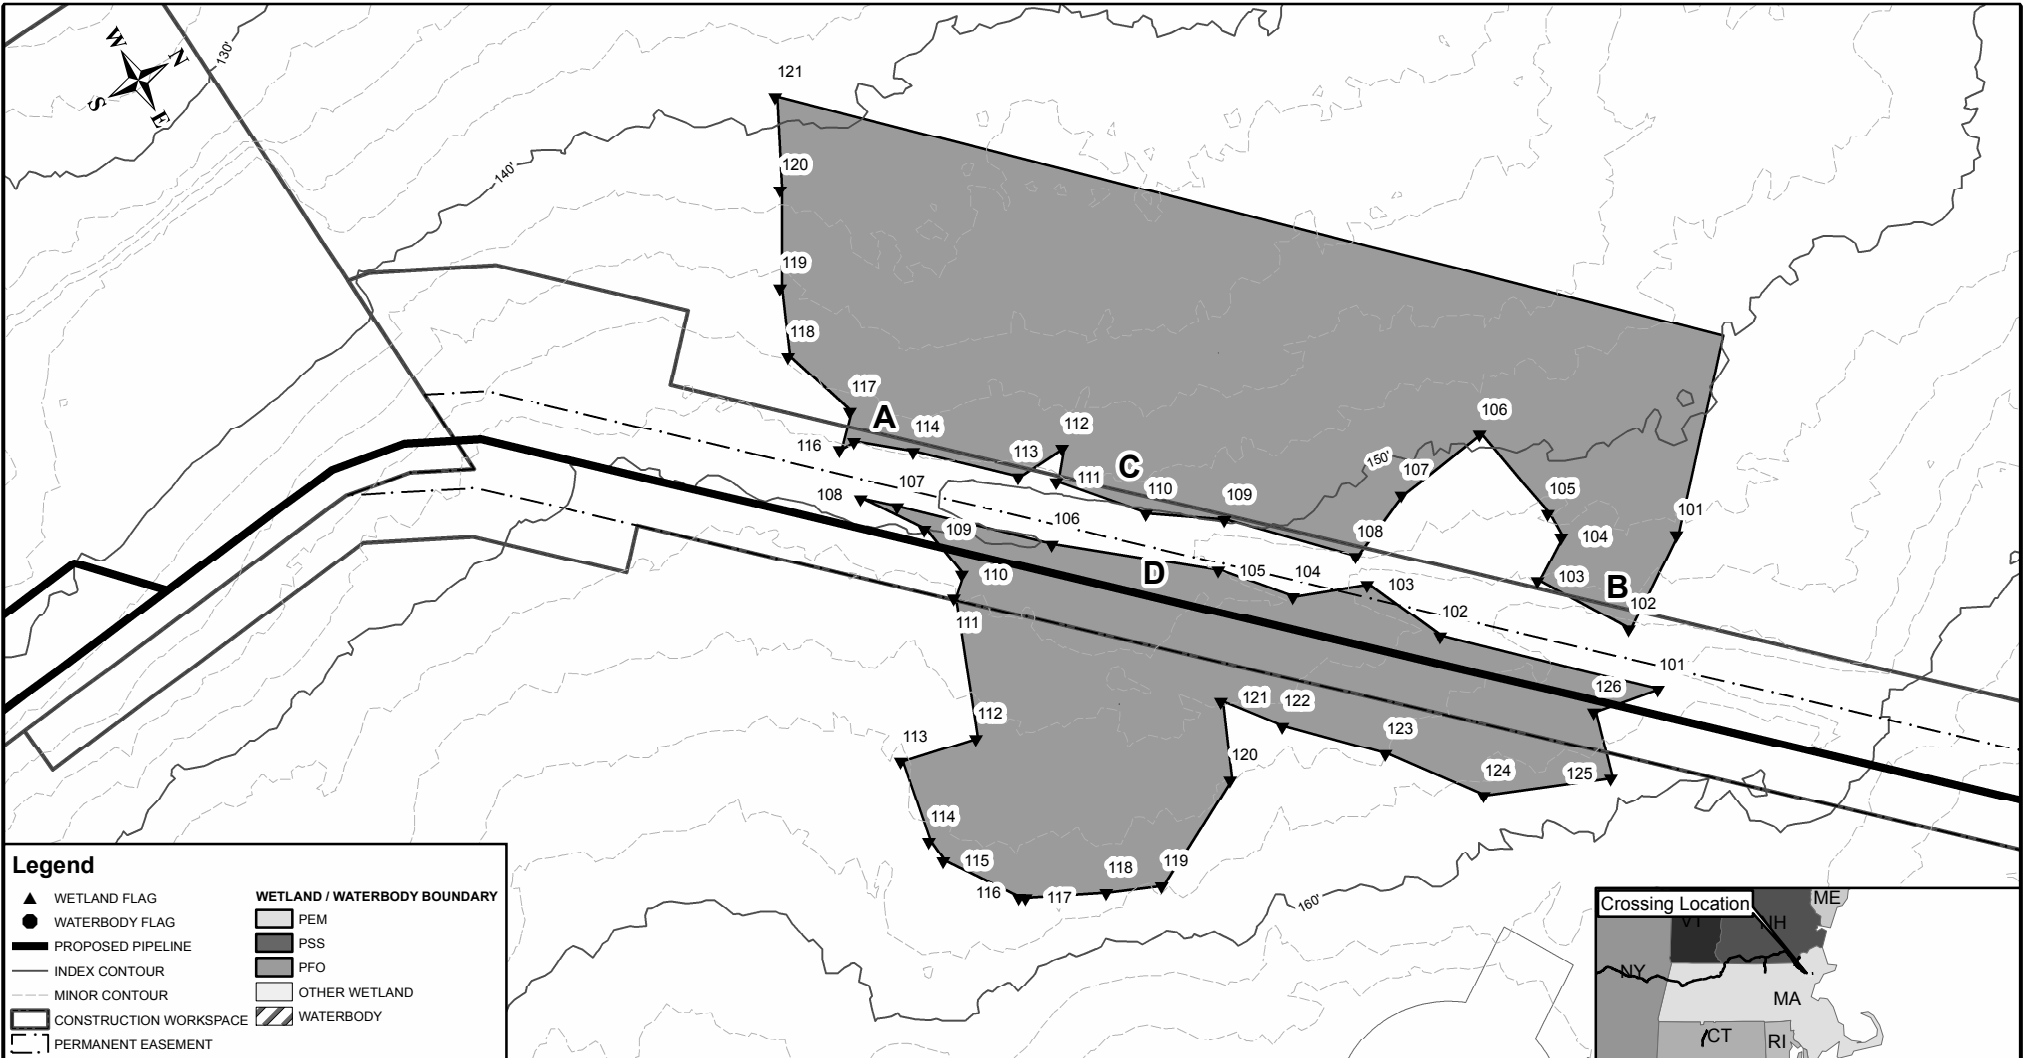 W
N
S
E
130'
121
120
140'
119
118
117
A
114
116
113
112
C
111
110
109
108
150'
107
106
105
104
103
101
B
102
108
107
109
106
D
105
104
103
102
101
110
111
112
113
114
115
116
117
118
119
120
121
122
123
124
125
126
160'
Legend
WETLAND FLAG
WATERBODY FLAG
PROPOSED PIPELINE
INDEX CONTOUR
MINOR CONTOUR
CONSTRUCTION WORKSPACE
PERMANENT EASEMENT
WETLAND / WATERBODY BOUNDARY
PEM
PSS
PFO
OTHER WETLAND
WATERBODY
Crossing Location
ME
VT
NH
NY
MA
CT
RI